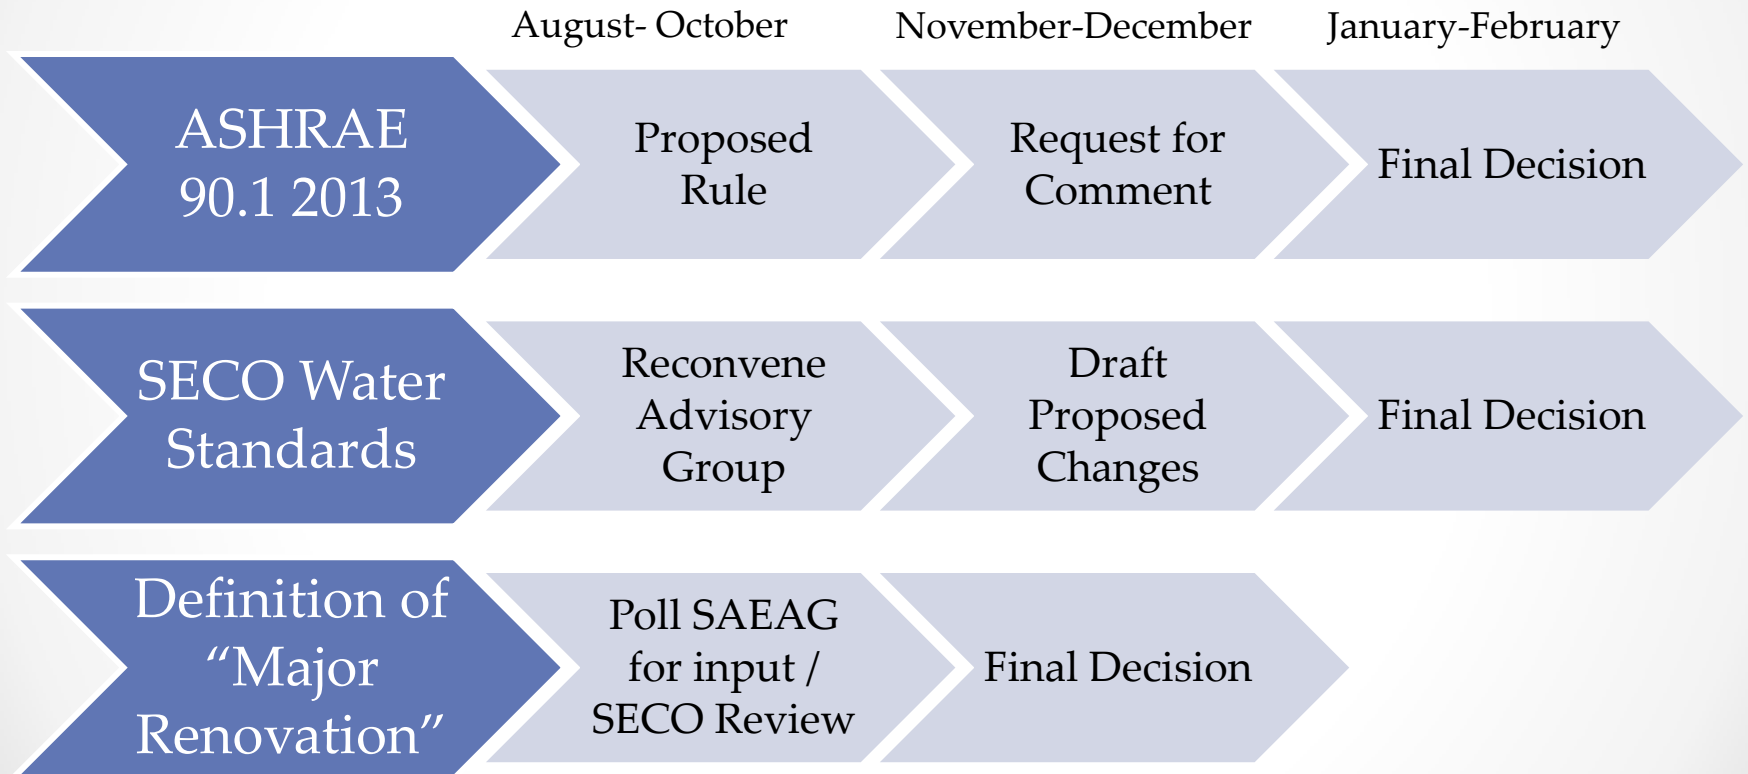 August- October
November-December
January-February
ASHRAE
90.1 2013
Proposed
Rule
Request for
Comment
Final Decision
SECO Water
Standards
Reconvene
Advisory
Group
Draft
Proposed
Changes
Final Decision
Definition of
“Major
Renovation”
Poll SAEAG
for input /
SECO Review
Final Decision